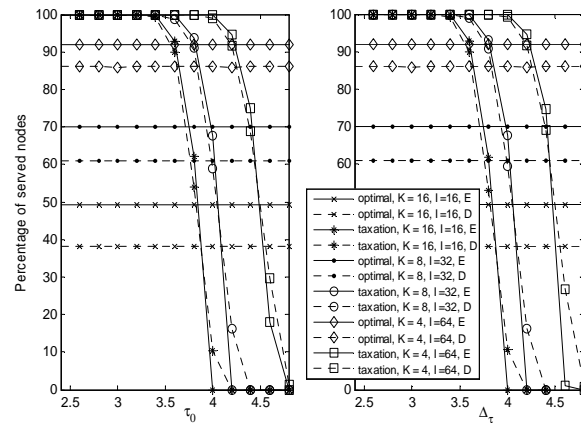 Percentage of served nodes
100
90
80
70
60
50
40
30
20
10
0
2.5 3 3.5 4 4.5
τ0
100
90
80
70
60
50
40
30
20
10
0
2.5 3 3.5 4 4.5
Δτ
optimal, K = 16, I=16, E
optimal, K = 16, I=16, D
taxation, K = 16, I=16, E
taxation, K = 16, I=16, D
optimal, K = 8, I=32, E
optimal, K = 8, I=32, D
taxation, K = 8, I=32, E
taxation, K = 8, I=32, D
optimal, K = 4, I=64, E
optimal, K = 4, I=64, D
taxation, K = 4, I=64, E
taxation, K = 4, I=64, D